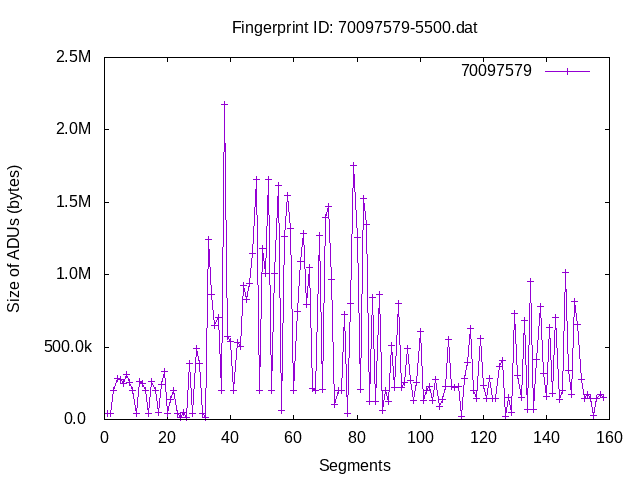 Fingerprint ID: 70097579-5500.dat
2.5M
70097579
2.0M
1.5M
Size of ADUs (bytes)
1.0M
500.0k
0.0
0 20 40 60 80 100 120 140 160
Segments